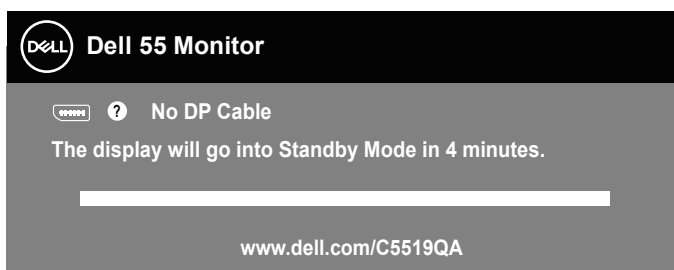 DELL Dell 55 Monitor
? No DP Cable
The display will go into Standby Mode in 4 minutes.
www.dell.com/C5519QA